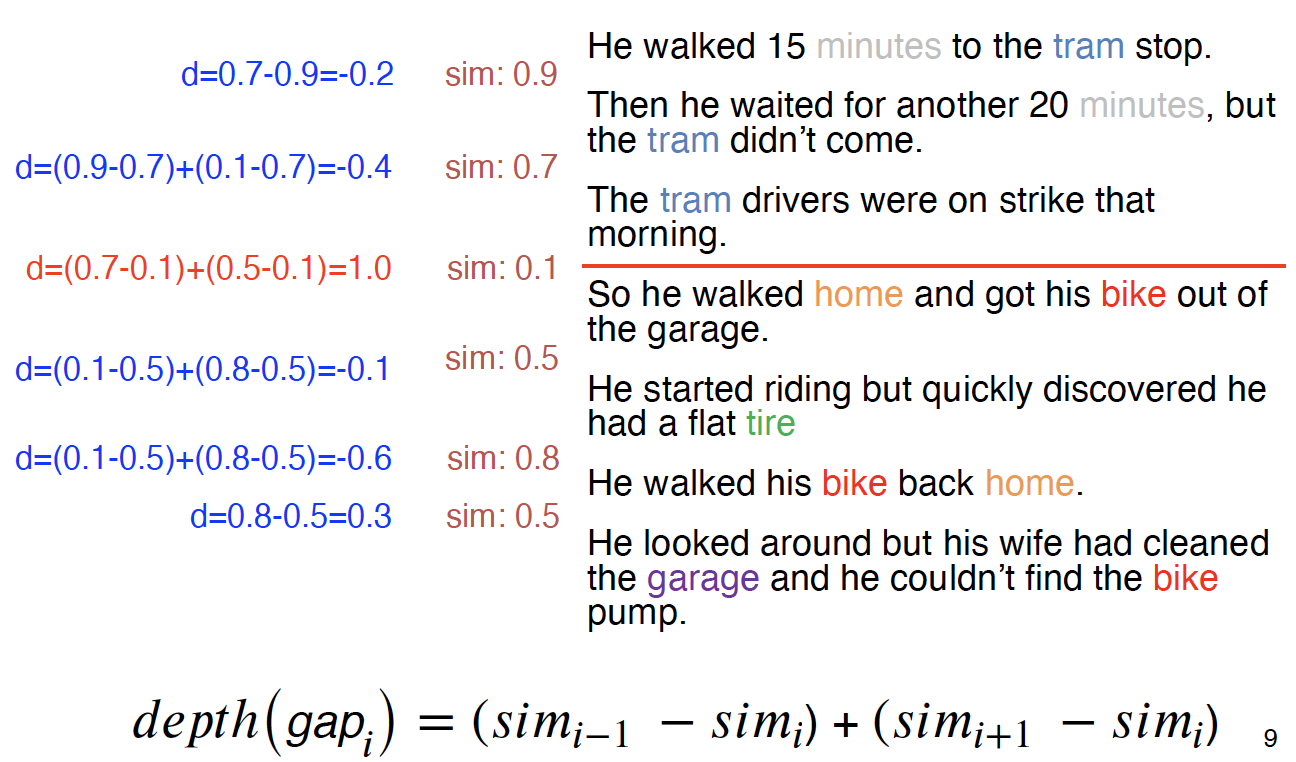 He walked 15 minutes to the tram stop.
d=0.7-0.9=-0.2 sim: 0.9
Then he waited for another 20 minutes, but
the tram didn’t come.
d=(0.9-0.7)+(0.1-0.7)=-0.4 sim: 0.7
The tram drivers were on strike that
morning.
d=(0.7-0.1)+(0.5-0.1)=1.0 sim: 0.1
So he walked home and got his bike out of
the garage.
d=(0.1-0.5)+(0.8-0.5)=-0.1 sim: 0.5
He started riding but quickly discovered he
had a flat tire
d=(0.1-0.5)+(0.8-0.5)=-0.6 sim: 0.8
He walked his bike back home.
d=0.8-0.5=0.3 sim: 0.5
He looked around but his wife had cleaned
the garage and he couldn’t find the bike
pump.
depth(gap_i) = (sim_{i−1} − sim_i) + (sim_{i+1} − sim_i)
9